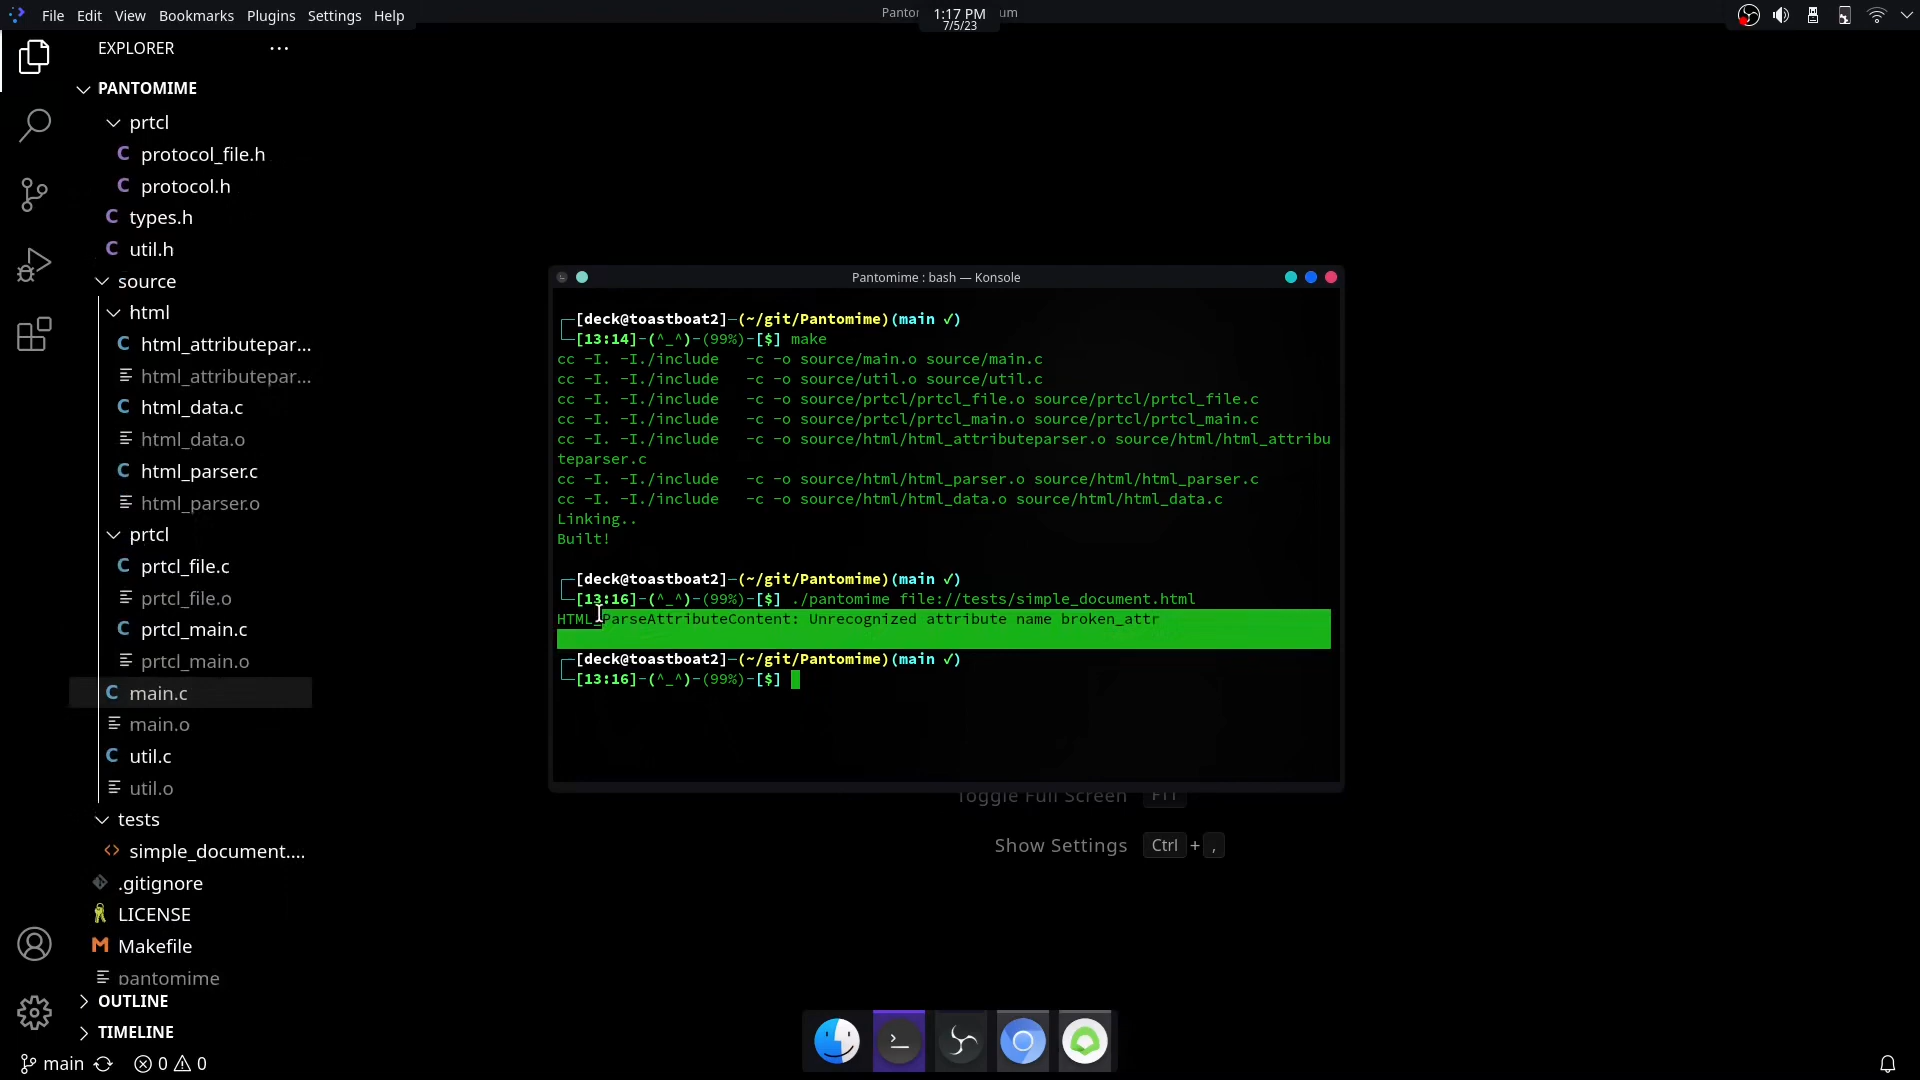 File Edit View Bookmarks Plugins Settings Help
Pantor
1:17 PM
um
7/5/23
EXPLORER
PANTOMIME
prtcl
C protocol_file.h
C protocol.h
C types.h
C util.h
source
html
C html_attributepar...
html_attributepar...
C html_data.c
html_data.o
C html_parser.c
html_parser.o
prtcl
C prtcl_file.c
prtcl_file.o
C prtcl_main.c
prtcl_main.o
C main.c
main.o
C util.c
util.o
tests
<> simple_document....
.gitignore
LICENSE
M Makefile
pantomime
OUTLINE
TIMELINE
main
0 0
Pantomime : bash — Konsole
[deck@toastboat2]-(~/git/Pantomime)(main ✓)
[13:14]-(^_^)-(99%)-[$] make
cc -I. -I./include   -c -o source/main.o source/main.c
cc -I. -I./include   -c -o source/util.o source/util.c
cc -I. -I./include   -c -o source/prtcl/prtcl_file.o source/prtcl/prtcl_file.c
cc -I. -I./include   -c -o source/prtcl/prtcl_main.o source/prtcl/prtcl_main.c
cc -I. -I./include   -c -o source/html/html_attributeparser.o source/html/html_attribu
teparser.c
cc -I. -I./include   -c -o source/html/html_parser.o source/html/html_parser.c
cc -I. -I./include   -c -o source/html/html_data.o source/html/html_data.c
Linking..
Built!
[deck@toastboat2]-(~/git/Pantomime)(main ✓)
[13:16]-(^_^)-(99%)-[$] ./pantomime file://tests/simple_document.html
HTML_ParseAttributeContent: Unrecognized attribute name broken_attr
[deck@toastboat2]-(~/git/Pantomime)(main ✓)
[13:16]-(^_^)-(99%)-[$]
Toggle Full Screen F11
Show Settings Ctrl + ,